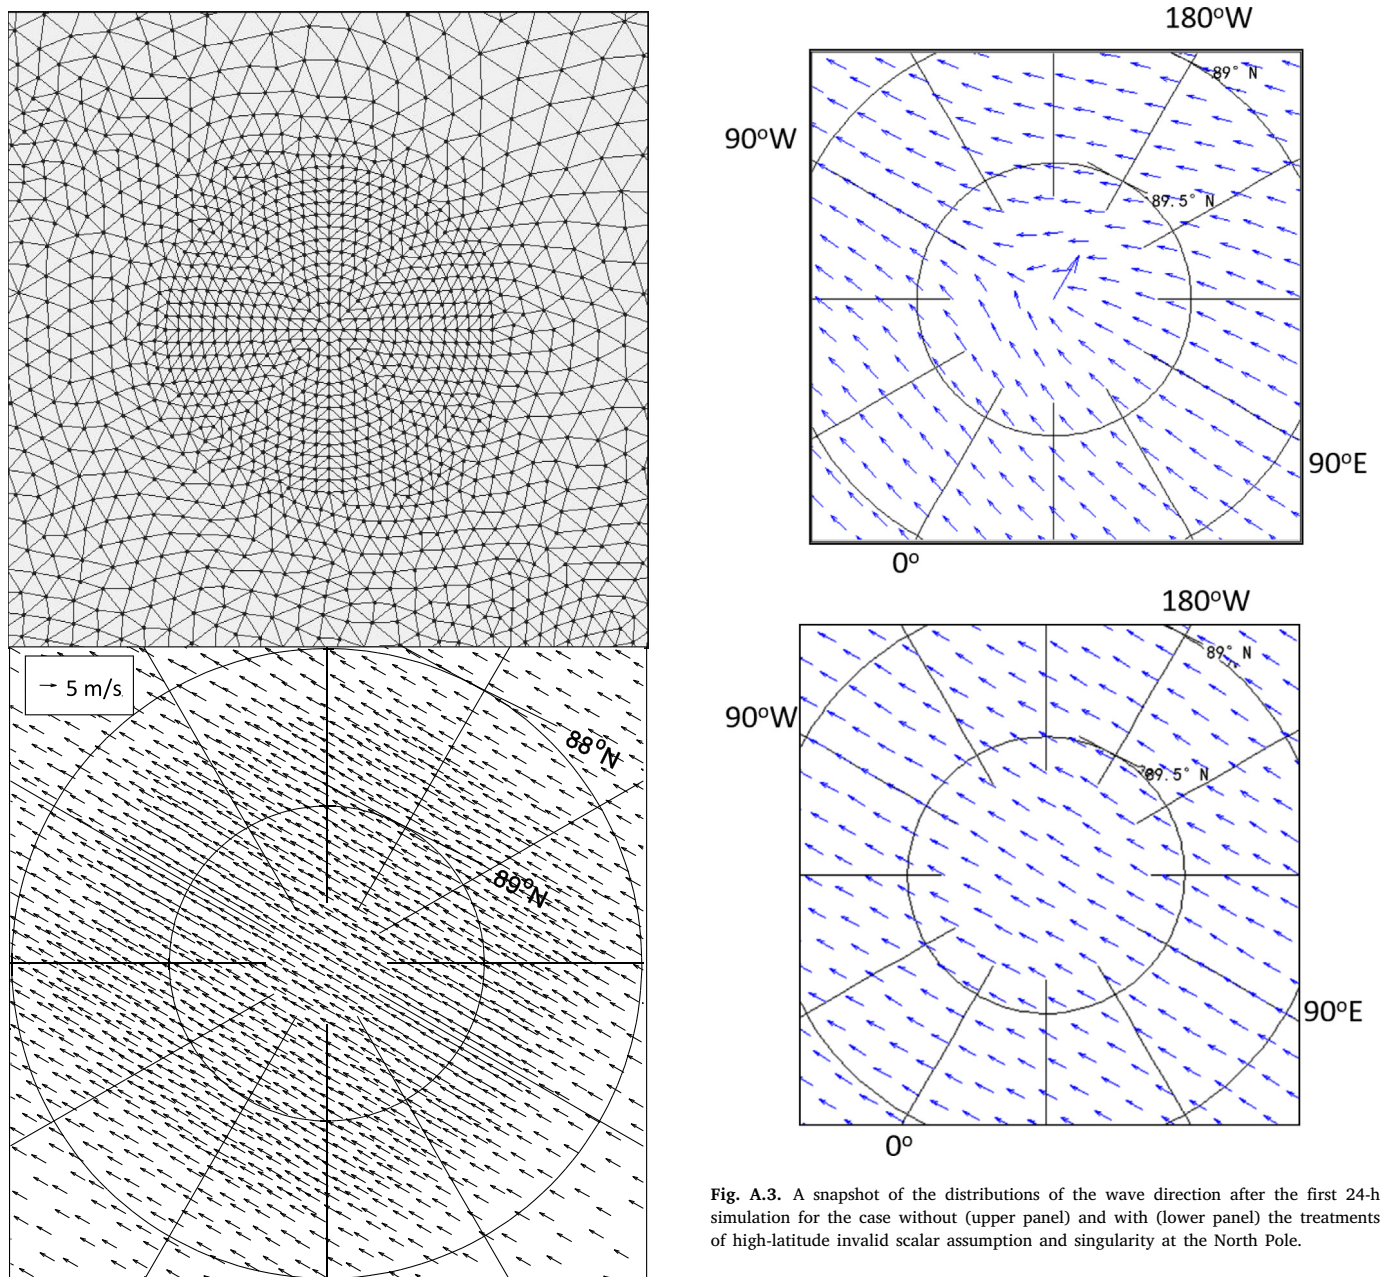 5 m/s
88°N
89°N
180°W
89° N
90°W
89.5° N
90°E
0°
180°W
89° N
90°W
89.5° N
90°E
0°
Fig. A.3. A snapshot of the distributions of the wave direction after the first 24-h
simulation for the case without (upper panel) and with (lower panel) the treatments
of high-latitude invalid scalar assumption and singularity at the North Pole.